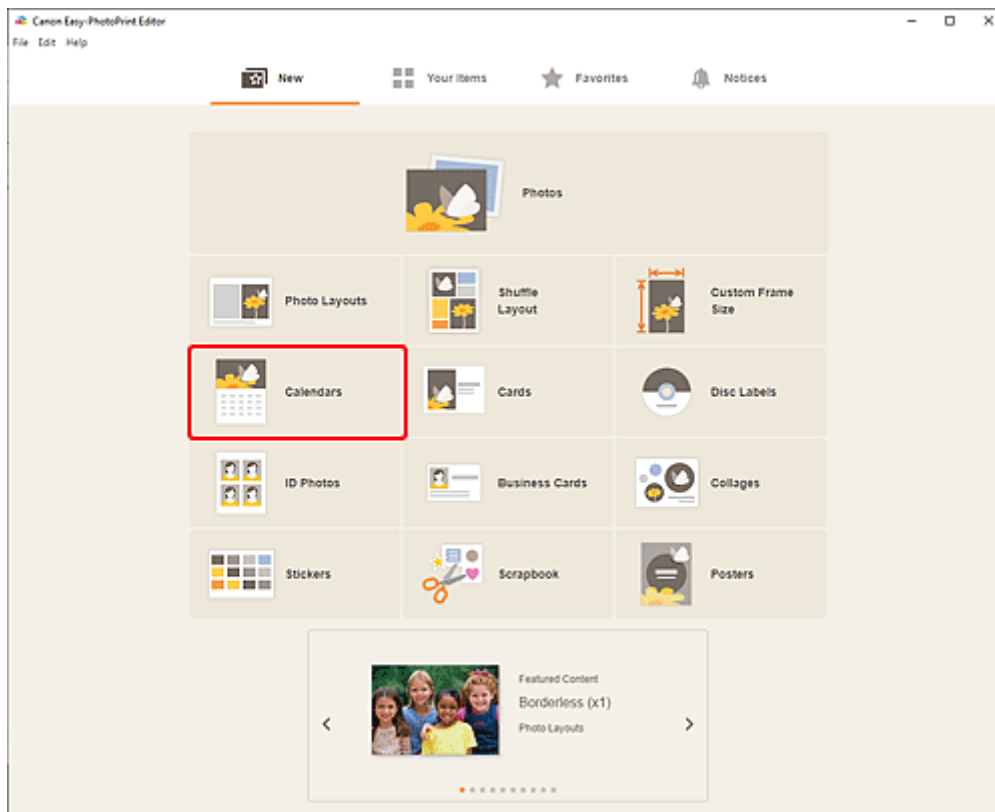 Canon Easy-PhotoPrint Editor
File Edit Help
New Your Items Favorites Notices
Photos
Photo Layouts
Shuffle
Layout
Custom Frame
Size
Calendars
Cards
Disc Labels
ID Photos
Business Cards
Collages
Stickers
Scrapbook
Posters
Featured Content
Borderless (x1)
Photo Layouts